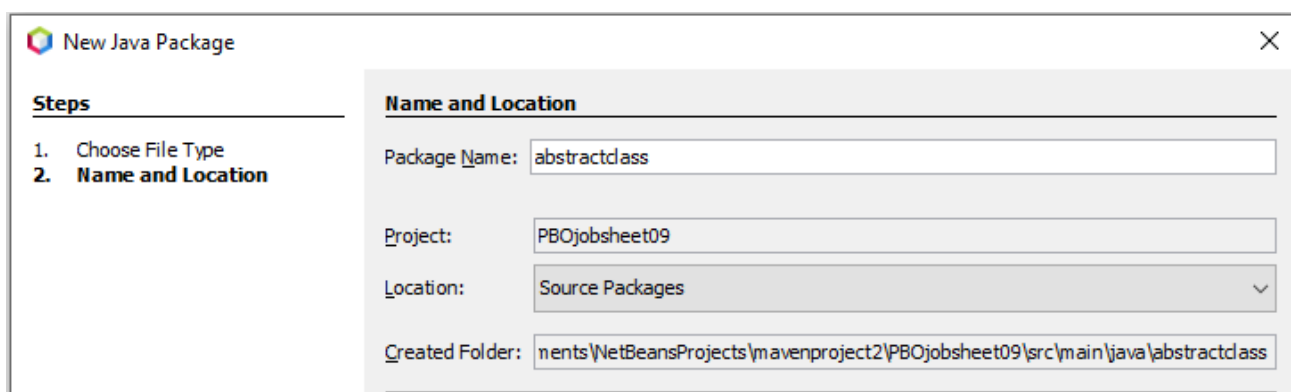 New Java Package
Steps
1. Choose File Type
2. Name and Location
Name and Location
Package Name: abstractclass
Project: PBOjobsheet09
Location: Source Packages
Created Folder: ments\NetBeansProjects\mavenproject2\PBOjobsheet09\src\main\java\abstractclass